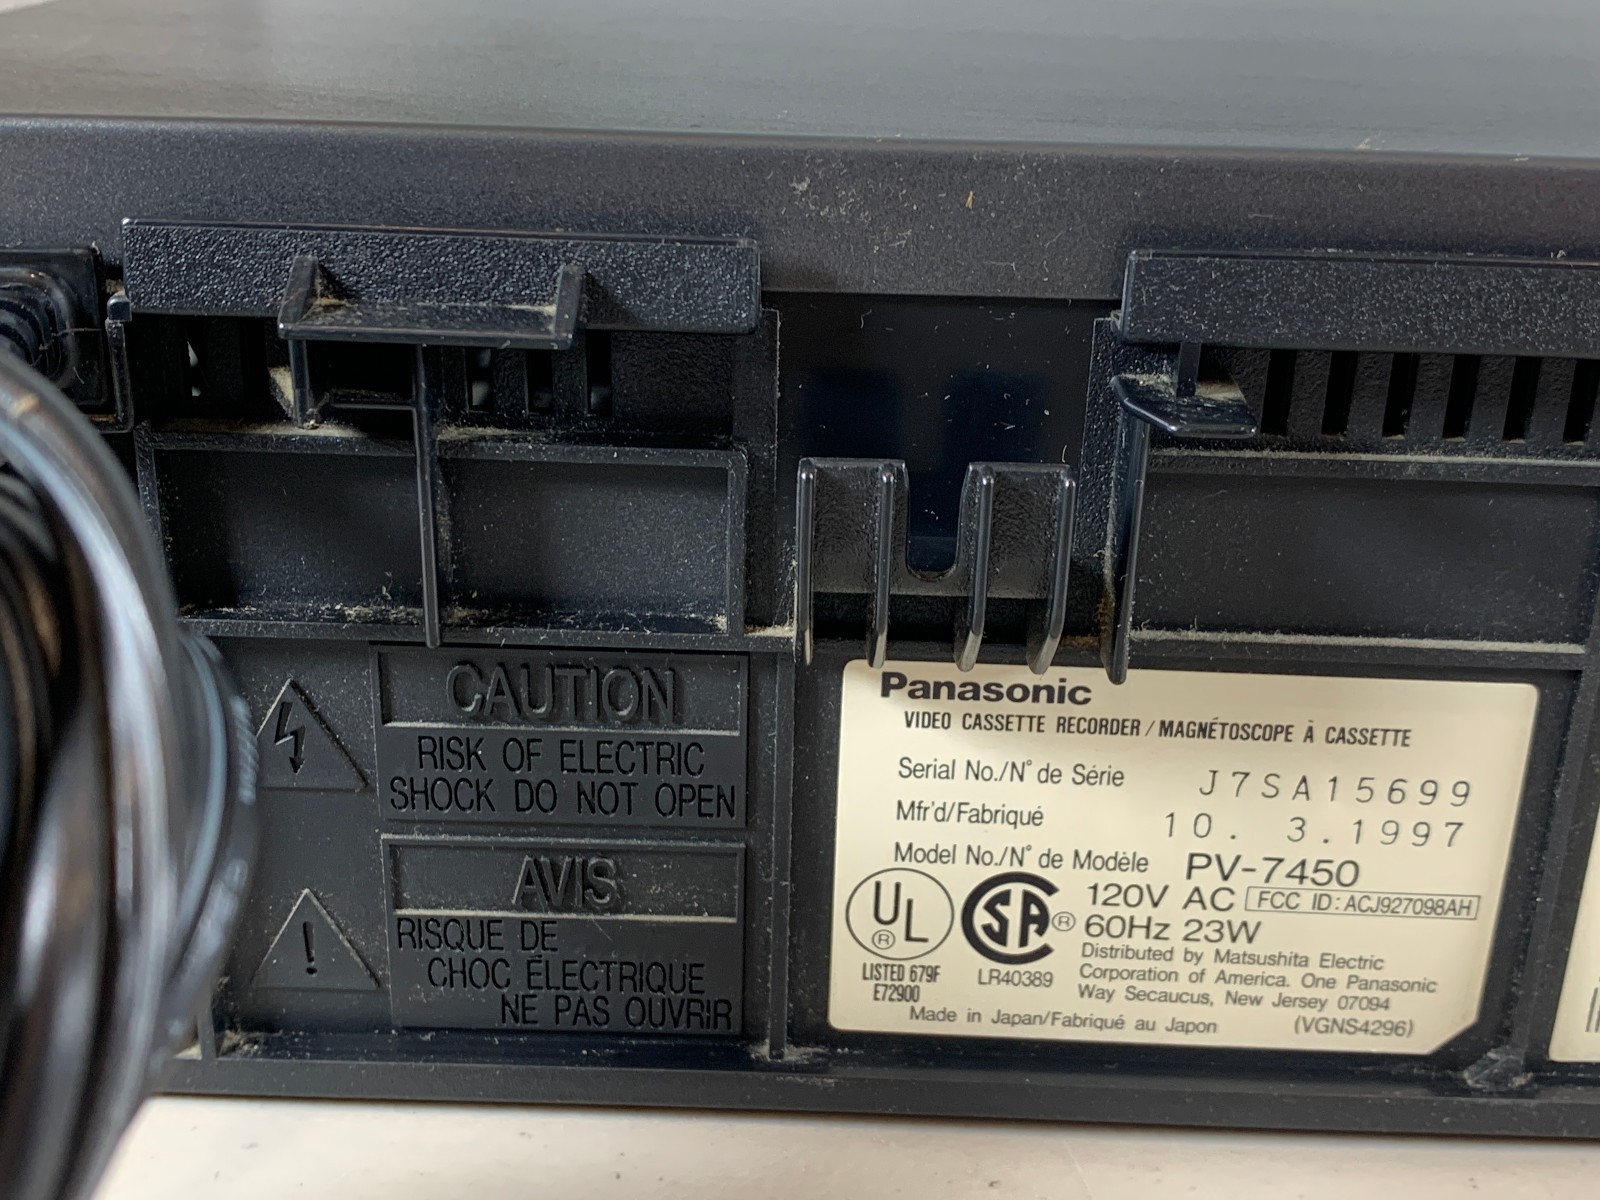 CAUTION
RISK OF ELECTRIC
SHOCK DO NOT OPEN
AVIS
RISQUE DE
CHOC ÉLECTRIQUE
NE PAS OUVRIR
Panasonic
VIDEO CASSETTE RECORDER/MAGNÉTOSCOPE À CASSETTE
Serial No./N° de Série J7SA15699
Mfr'd/Fabriqué 10. 3.1997
Model No./N° de Modèle PV-7450
120V AC FCC ID: ACJ927098AH
60Hz 23W
UL ®
LISTED 679F
E72900
SA ®
LR40389
Distributed by Matsushita Electric
Corporation of America. One Panasonic
Way Secaucus, New Jersey 07094
Made in Japan/Fabriqué au Japon (VGNS4296)